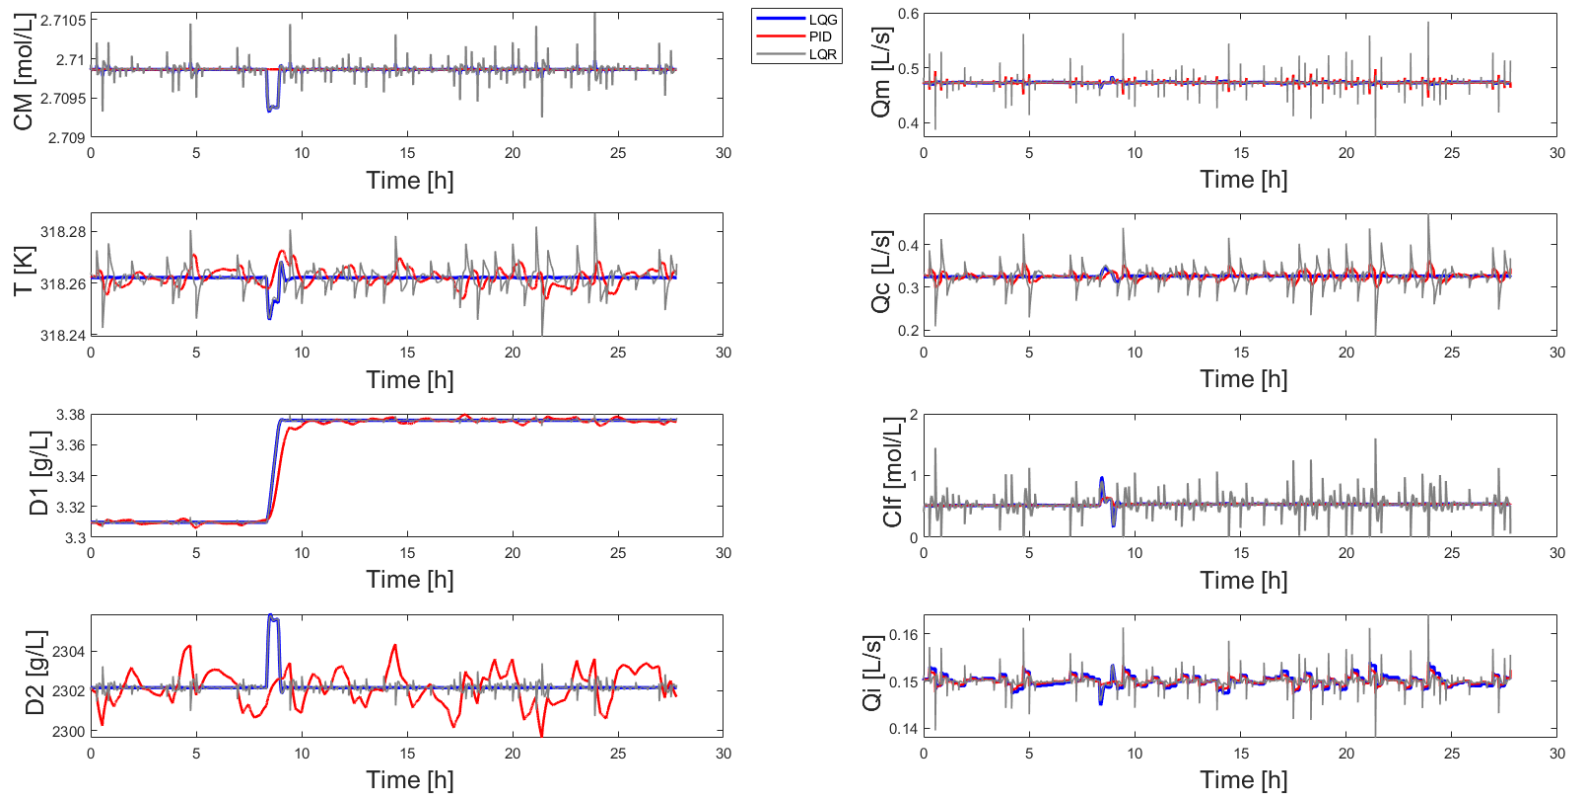 CM [mol/L]
2.7105
2.71
2.7095
2.709
0 5 10 15 20 25 30
Time [h]
LQG
PID
LQR
Qm [L/s]
0.6
0.5
0.4
0 5 10 15 20 25 30
Time [h]
T [K]
318.28
318.26
318.24
0 5 10 15 20 25 30
Time [h]
Qc [L/s]
0.4
0.3
0.2
0 5 10 15 20 25 30
Time [h]
D1 [g/L]
3.38
3.36
3.34
3.32
3.3
0 5 10 15 20 25 30
Time [h]
CIf [mol/L]
2
1
0
0 5 10 15 20 25 30
Time [h]
D2 [g/L]
2304
2302
2300
0 5 10 15 20 25 30
Time [h]
Qi [L/s]
0.16
0.15
0.14
0 5 10 15 20 25 30
Time [h]